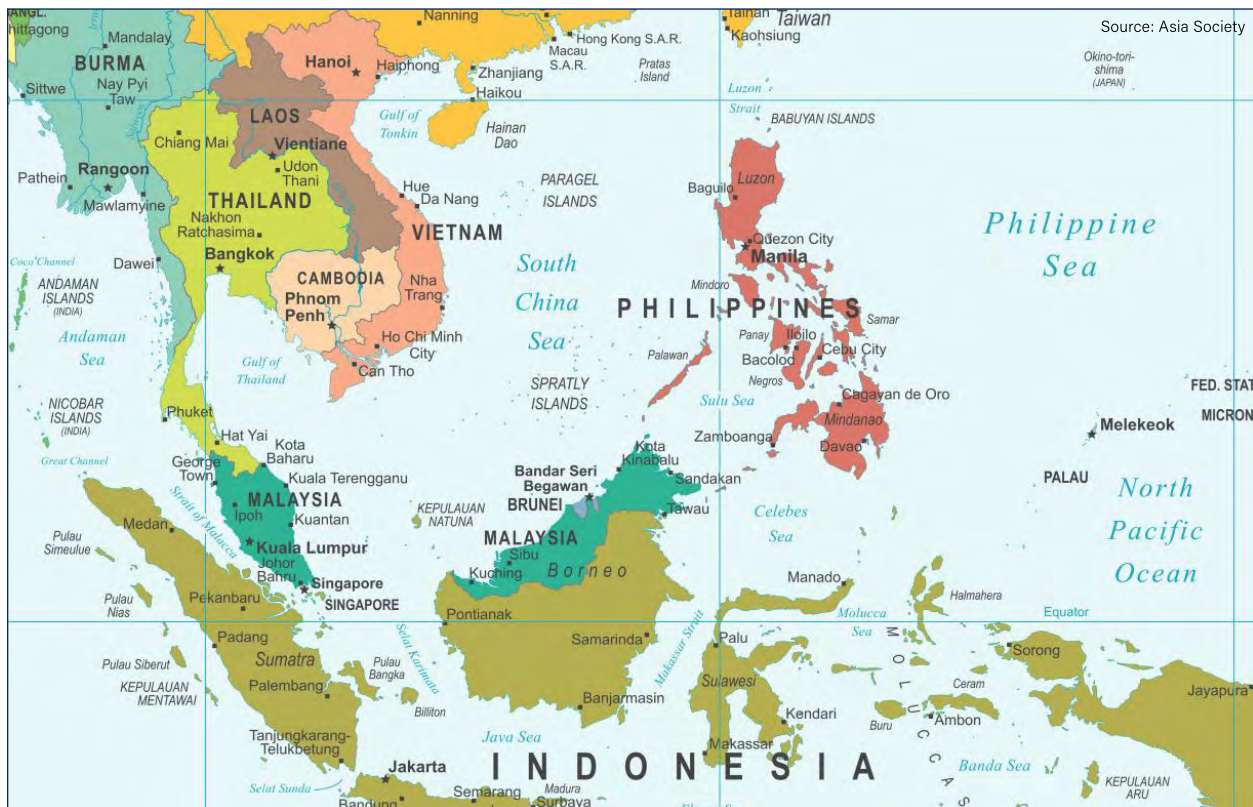 Source: Asia Society
NGL.
hittagong
Mandalay
BURMA
Nay Pyi
Taw
Sittwe
Pathein
Rangoon
Mawlamyine
Dawei
Coco Channel
ANDAMAN
ISLANDS
(INDIA)
Andaman
Sea
NICOBAR
ISLANDS
(INDIA)
Great Channel
Nanning
Hanoi
Haiphong
Zhanjiang
Haikou
Hainan
Dao
Gulf of
Tonkin
Macau
S.A.R.
Hong Kong S.A.R.
Pratas
Island
Tainan
Kaohsiung
Taiwan
Okino-tori-
shima
(JAPAN)
Luzon
Strait
BABUYAN ISLANDS
LAOS
Vientiane
Chiang Mai
Udon
Thani
THAILAND
Nakhon
Ratchasima
Bangkok
Hue
Da Nang
VIETNAM
CAMBODIA
Phnom
Penh
Nha
Trang
Ho Chi Minh
City
Can Tho
Gulf of
Thailand
PARAGEL
ISLANDS
South
China
Sea
SPRATLY
ISLANDS
Baguilo
Luzon
Quezon City
Manila
PHILIPPINES
Mindoro
Samar
Panay
Iloilo
Bacolod
Cebu City
Negros
Palawan
Sulu Sea
Cagayan de Oro
Mindanao
Zamboanga
Davao
Philippine
Sea
FED. STAT
MICRON
Melekeok
PALAU
North
Pacific
Ocean
Phuket
Hat Yai
Kota
Baharu
George
Town
Kuala Terengganu
MALAYSIA
Ipoh
Kuantan
Strait of Malacca
Kuala Lumpur
Johor
Bahru
Singapore
SINGAPORE
KEPULAUAN
NATUNA
Bandar Seri
Begawan
BRUNEI
Kota
Kinabalu
Sandakan
Tawau
MALAYSIA
Sibu
Kuching
Borneo
Celebes
Sea
Medan
Pulau
Simeulue
Pulau
Nias
Pekanbaru
Padang
Pulau Siberut
KEPULAUAN
MENTAWAI
Sumatra
Palembang
Pulau
Bangka
Billiton
Selat Karimata
Tanjungkarang-
Telukbetung
Selat Sunda
Pontianak
Samarinda
Banjarmasin
Makassar Strait
Manado
Molucca
Sea
Halmahera
Equator
Palu
Sulawesi
Kendari
Makassar
MOLUCCAS
Sorong
Ceram
Buru
Ambon
Jayapura
Java Sea
INDONESIA
Banda Sea
KEPULAUAN
ARU
Jakarta
Bandung
Semarang
Madura
Surbaya